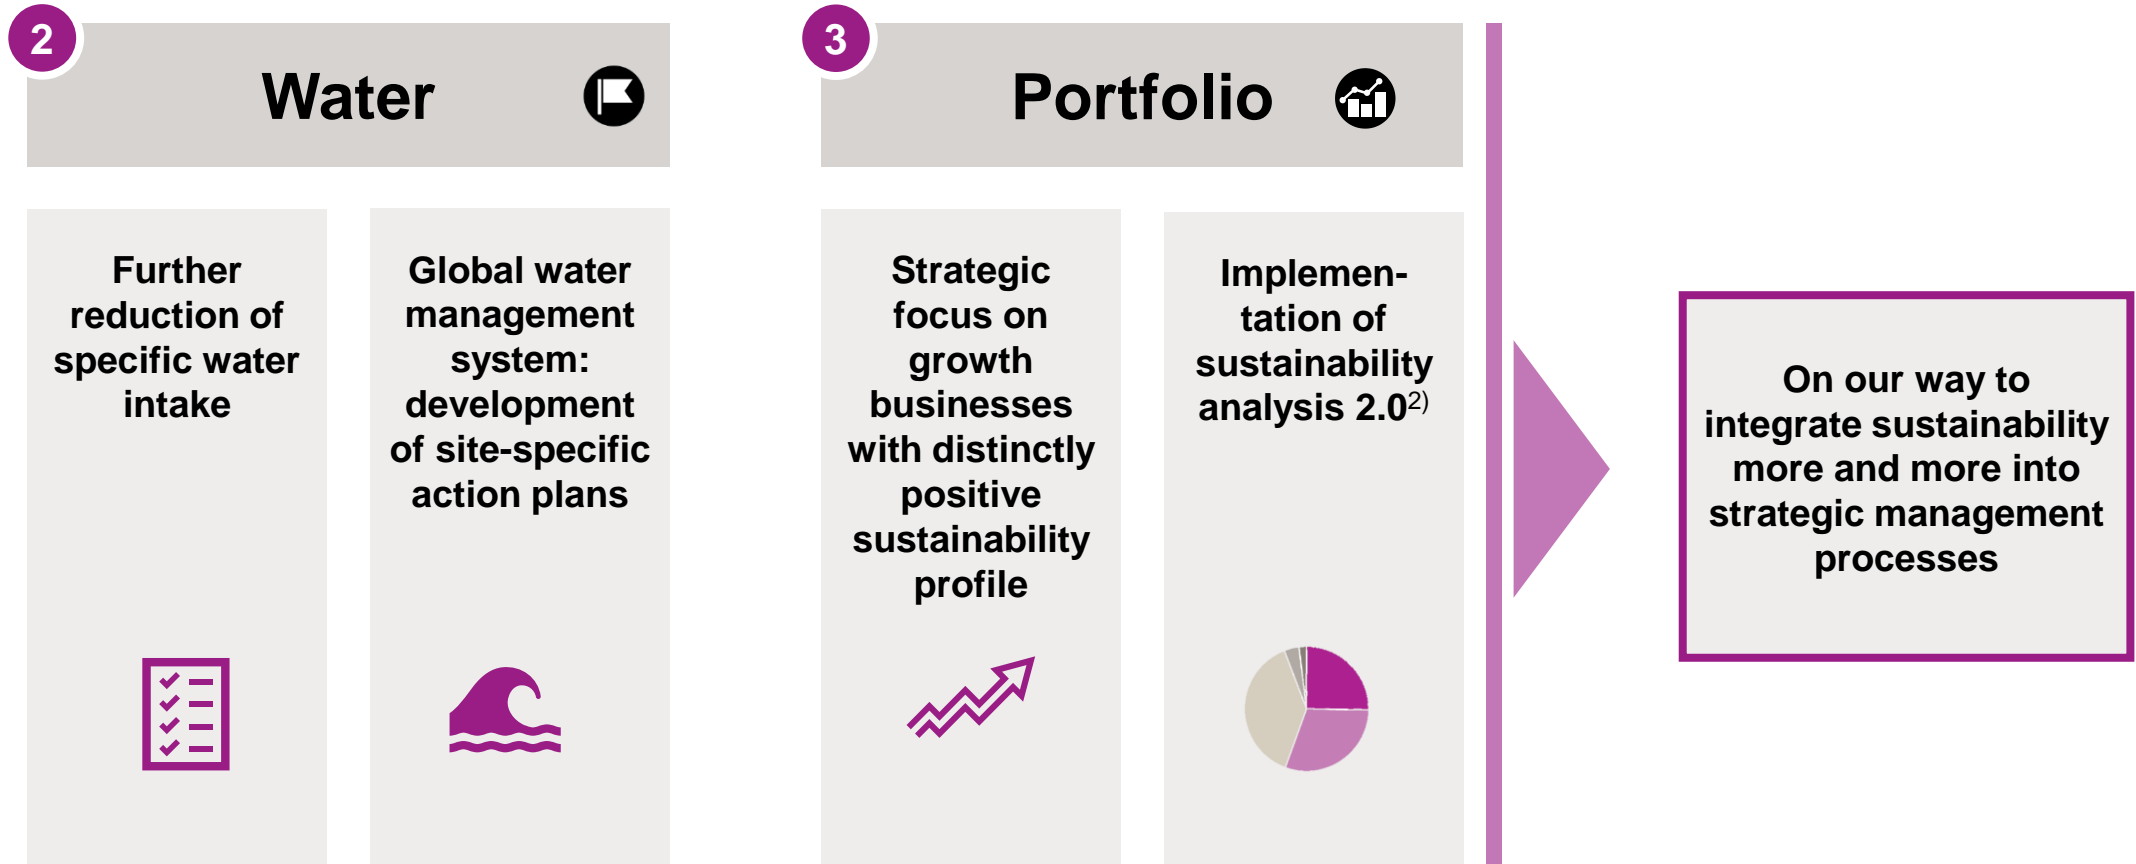 2
Water
Further
reduction of
specific water
intake
Global water
management
system:
development
of site-specific
action plans
3
Portfolio
Strategic
focus on
growth
businesses
with distinctly
positive
sustainability
profile
Implemen-
tation of
sustainability
analysis 2.0²⁾
On our way to
integrate sustainability
more and more into
strategic management
processes